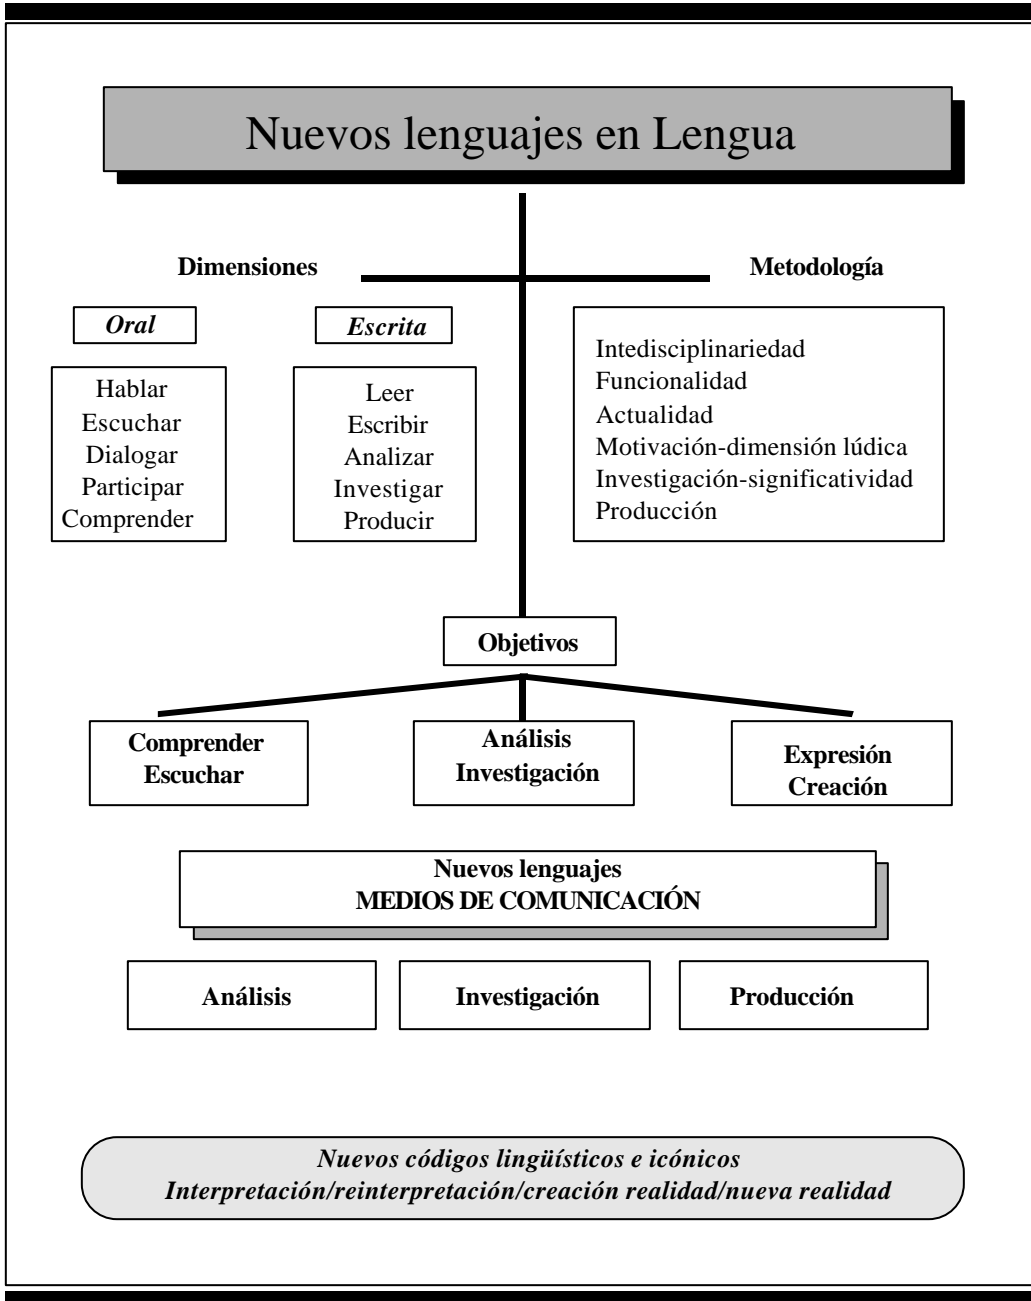 Nuevos lenguajes en Lengua
Dimensiones
Metodología
Oral
Escrita
Hablar
Escuchar
Dialogar
Participar
Comprender
Leer
Escribir
Analizar
Investigar
Producir
Intedisciplinariedad
Funcionalidad
Actualidad
Motivación-dimensión lúdica
Investigación-significatividad
Producción
Objetivos
Comprender
Escuchar
Análisis
Investigación
Expresión
Creación
Nuevos lenguajes
MEDIOS DE COMUNICACIÓN
Análisis
Investigación
Producción
Nuevos códigos lingüísticos e icónicos
Interpretación/reinterpretación/creación realidad/nueva realidad